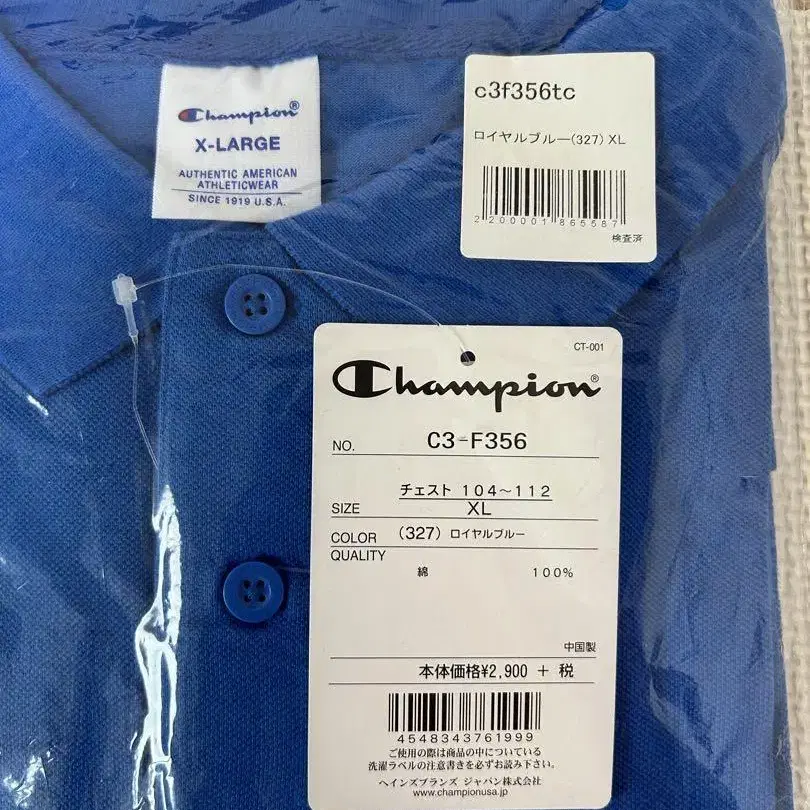 Champion
X-LARGE
AUTHENTIC AMERICAN
ATHLETICWEAR
SINCE 1919 U.S.A.
c3f356tc
ロイヤルブルー(327) XL
2200001865587
検査済
CT-001
Champion®
NO. C3-F356
チェスト 104～112
SIZE XL
COLOR (327) ロイヤルブルー
QUALITY
綿 100%
中国製
本体価格¥2,900 + 税
4548343761999
ご使用の際は商品の中についている
洗濯ラベルの注意書きを必ずお読み下さい。
ヘインズブランズ ジャパン株式会社
www.championusa.jp